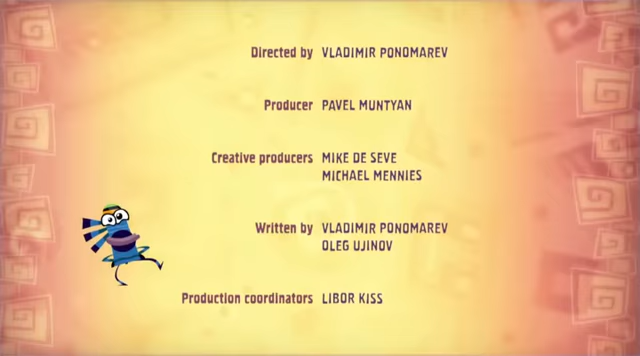 Directed by VLADIMIR PONOMAREV
Producer PAVEL MUNTYAN
Creative producers MIKE DE SEVE
MICHAEL MENNIES
Written by VLADIMIR PONOMAREV
OLEG UJINOV
Production coordinators LIBOR KISS